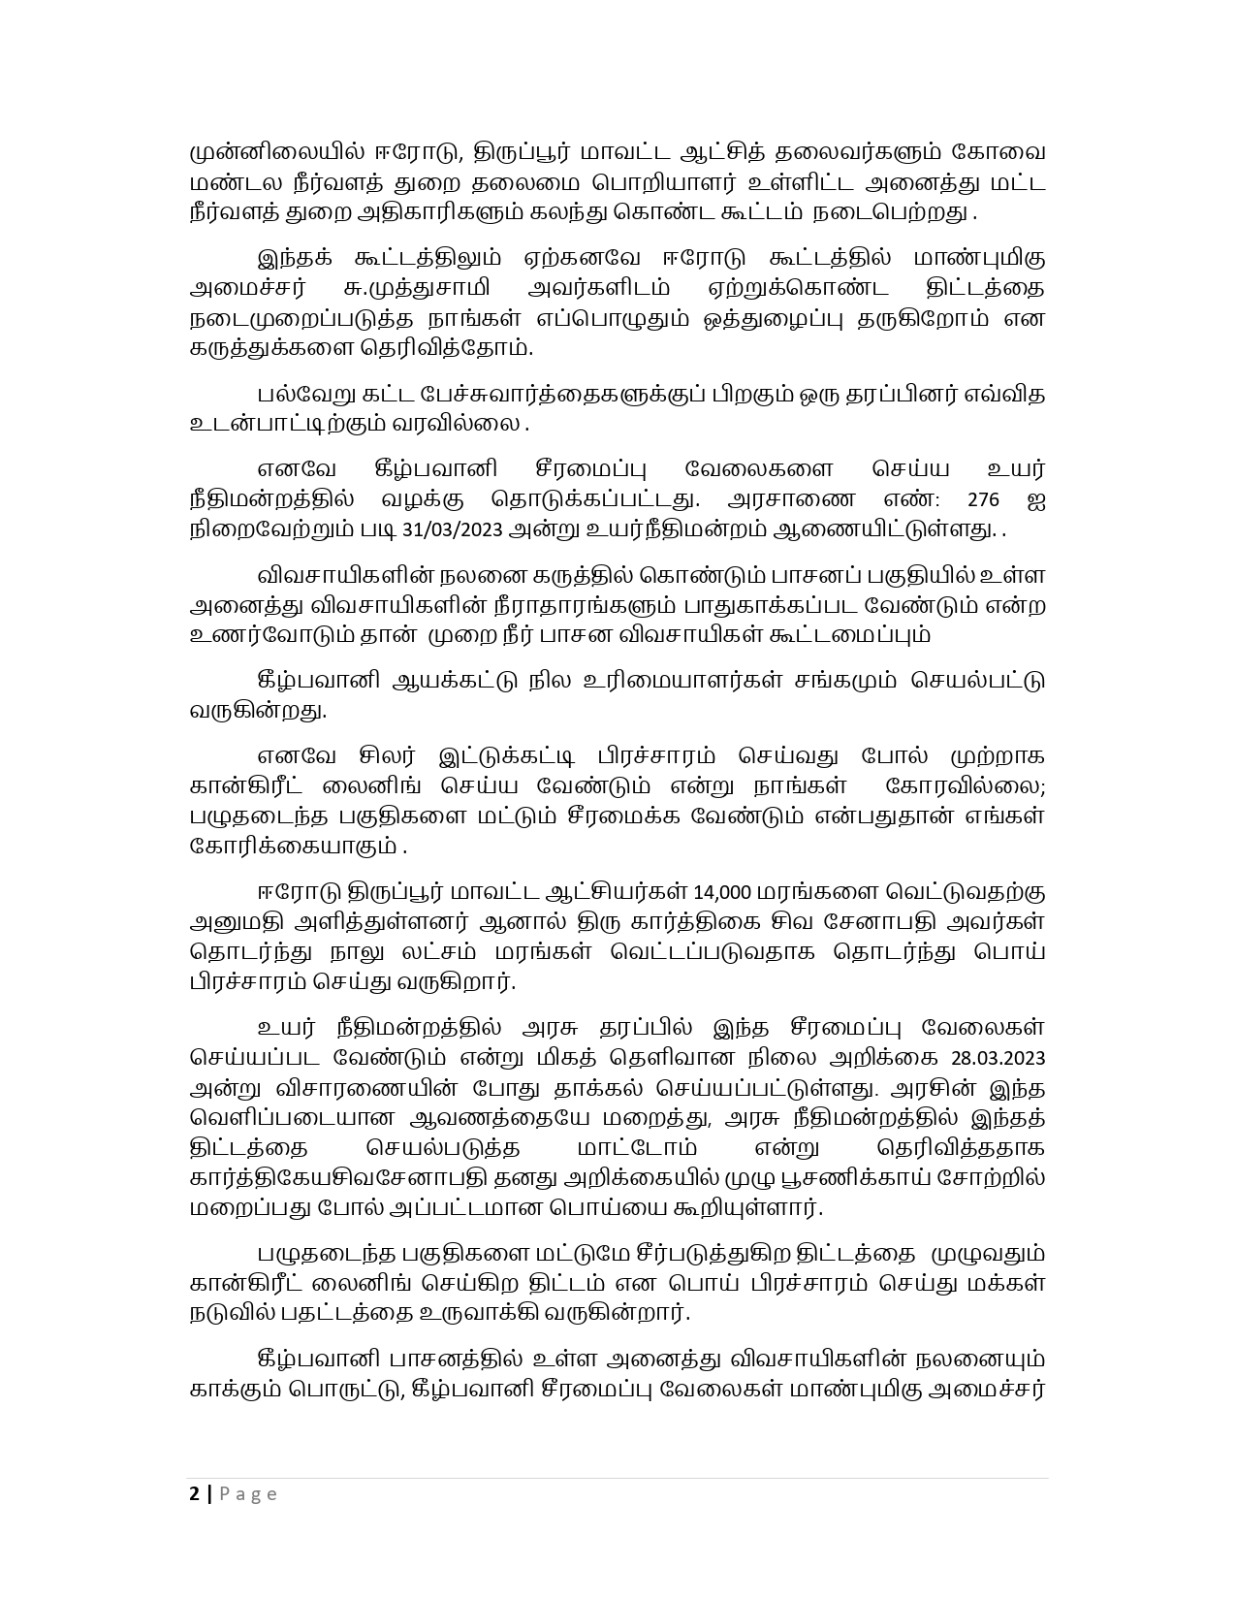 முன்னிலையில் ஈரோடு, திருப்பூர் மாவட்ட ஆட்சித் தலைவர்களும் கோவை
மண்டல நீர்வளத் துறை தலைமை பொறியாளர் உள்ளிட்ட அனைத்து மட்ட
நீர்வளத் துறை அதிகாரிகளும் கலந்து கொண்ட கூட்டம் நடைபெற்றது .
இந்தக் கூட்டத்திலும் ஏற்கனவே ஈரோடு கூட்டத்தில் மாண்புமிகு
அமைச்சர் சு.முத்துசாமி அவர்களிடம் ஏற்றுக்கொண்ட திட்டத்தை
நடைமுறைப்படுத்த நாங்கள் எப்பொழுதும் ஒத்துழைப்பு தருகிறோம் என
கருத்துக்களை தெரிவித்தோம்.
பல்வேறு கட்ட பேச்சுவார்த்தைகளுக்குப் பிறகும் ஒரு தரப்பினர் எவ்வித
உடன்பாட்டிற்கும் வரவில்லை .
எனவே கீழ்பவானி சீரமைப்பு வேலைகளை செய்ய உயர்
நீதிமன்றத்தில் வழக்கு தொடுக்கப்பட்டது. அரசாணை எண்: 276 ஐ
நிறைவேற்றும் படி 31/03/2023 அன்று உயர்நீதிமன்றம் ஆணையிட்டுள்ளது. .
விவசாயிகளின் நலனை கருத்தில் கொண்டும் பாசனப் பகுதியில் உள்ள
அனைத்து விவசாயிகளின் நீராதாரங்களும் பாதுகாக்கப்பட வேண்டும் என்ற
உணர்வோடும் தான் முறை நீர் பாசன விவசாயிகள் கூட்டமைப்பும்
கீழ்பவானி ஆயக்கட்டு நில உரிமையாளர்கள் சங்கமும் செயல்பட்டு
வருகின்றது.
எனவே சிலர் இட்டுக்கட்டி பிரச்சாரம் செய்வது போல் முற்றாக
கான்கிரீட் லைனிங் செய்ய வேண்டும் என்று நாங்கள் கோரவில்லை;
பழுதடைந்த பகுதிகளை மட்டும் சீரமைக்க வேண்டும் என்பதுதான் எங்கள்
கோரிக்கையாகும் .
ஈரோடு திருப்பூர் மாவட்ட ஆட்சியர்கள் 14,000 மரங்களை வெட்டுவதற்கு
அனுமதி அளித்துள்ளனர் ஆனால் திரு கார்த்திகை சிவ சேனாபதி அவர்கள்
தொடர்ந்து நாலு லட்சம் மரங்கள் வெட்டப்படுவதாக தொடர்ந்து பொய்
பிரச்சாரம் செய்து வருகிறார்.
உயர் நீதிமன்றத்தில் அரசு தரப்பில் இந்த சீரமைப்பு வேலைகள்
செய்யப்பட வேண்டும் என்று மிகத் தெளிவான நிலை அறிக்கை 28.03.2023
அன்று விசாரணையின் போது தாக்கல் செய்யப்பட்டுள்ளது. அரசின் இந்த
வெளிப்படையான ஆவணத்தையே மறைத்து, அரசு நீதிமன்றத்தில் இந்தத்
திட்டத்தை செயல்படுத்த மாட்டோம் என்று தெரிவித்ததாக
கார்த்திகேயசிவசேனாபதி தனது அறிக்கையில் முழு பூசணிக்காய் சோற்றில்
மறைப்பது போல் அப்பட்டமான பொய்யை கூறியுள்ளார்.
பழுதடைந்த பகுதிகளை மட்டுமே சீர்படுத்துகிற திட்டத்தை முழுவதும்
கான்கிரீட் லைனிங் செய்கிற திட்டம் என பொய் பிரச்சாரம் செய்து மக்கள்
நடுவில் பதட்டத்தை உருவாக்கி வருகின்றார்.
கீழ்பவானி பாசனத்தில் உள்ள அனைத்து விவசாயிகளின் நலனையும்
காக்கும் பொருட்டு, கீழ்பவானி சீரமைப்பு வேலைகள் மாண்புமிகு அமைச்சர்
2 | Page